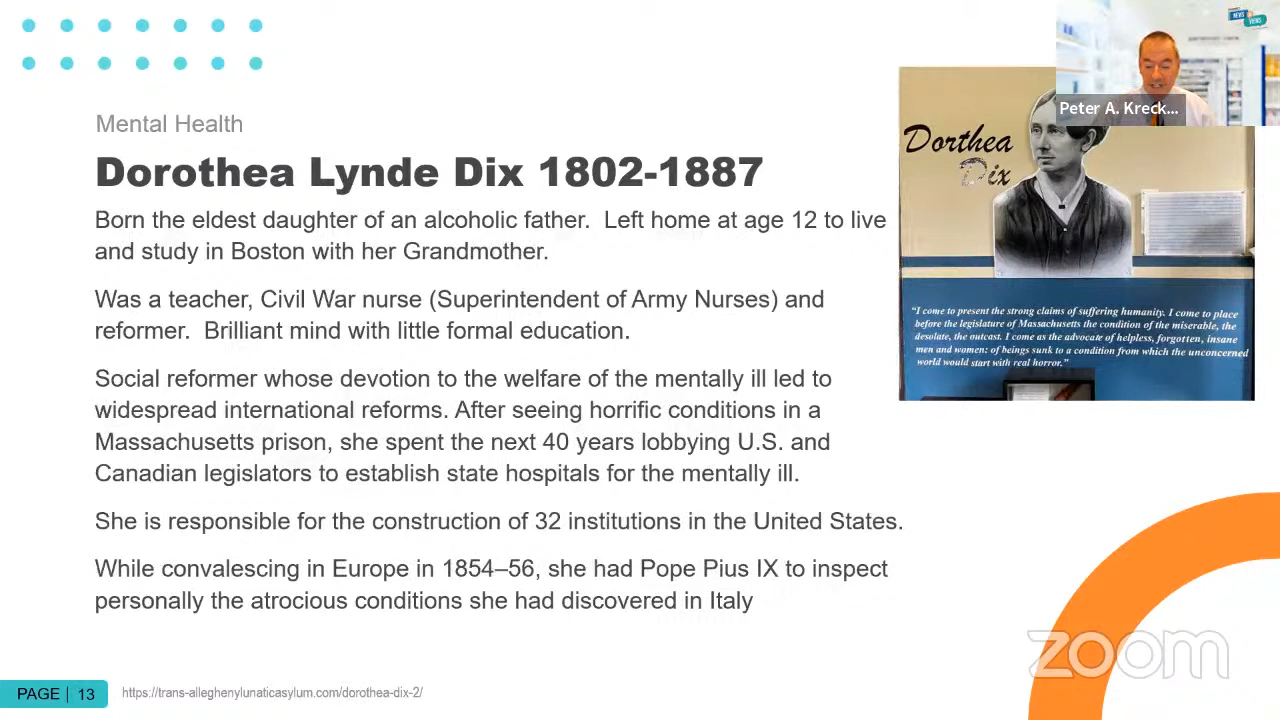 NEWS
VIEWS
Peter A. Kreck...
Mental Health
Dorothea Lynde Dix 1802-1887
Born the eldest daughter of an alcoholic father.  Left home at age 12 to live
and study in Boston with her Grandmother.
Was a teacher, Civil War nurse (Superintendent of Army Nurses) and
reformer.  Brilliant mind with little formal education.
Social reformer whose devotion to the welfare of the mentally ill led to
widespread international reforms. After seeing horrific conditions in a
Massachusetts prison, she spent the next 40 years lobbying U.S. and
Canadian legislators to establish state hospitals for the mentally ill.
She is responsible for the construction of 32 institutions in the United States.
While convalescing in Europe in 1854–56, she had Pope Pius IX to inspect
personally the atrocious conditions she had discovered in Italy
Dorthea
Dix
"I come to present the strong claims of suffering humanity. I come to place
before the legislature of Massachusetts the condition of the miserable, the
desolate, the outcast. I come as the advocate of helpless, forgotten, insane
men and women: of beings sunk to a condition from which the unconcerned
world would start with real horror."
zoom
PAGE | 13
https://trans-alleghenylunaticasylum.com/dorothea-dix-2/